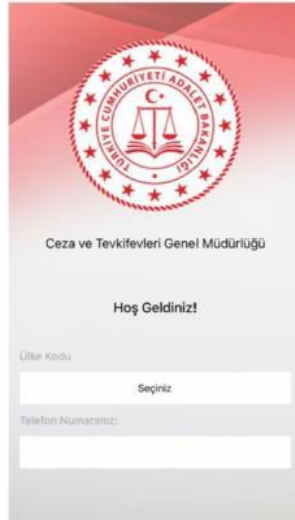 TÜRKİYE CUMHURİYETİ ADALET BAKANLIĞI
Ceza ve Tevkifevleri Genel Müdürlüğü
Hoş Geldiniz!
Ülke Kodu
Seçiniz
Telefon Numaranız: